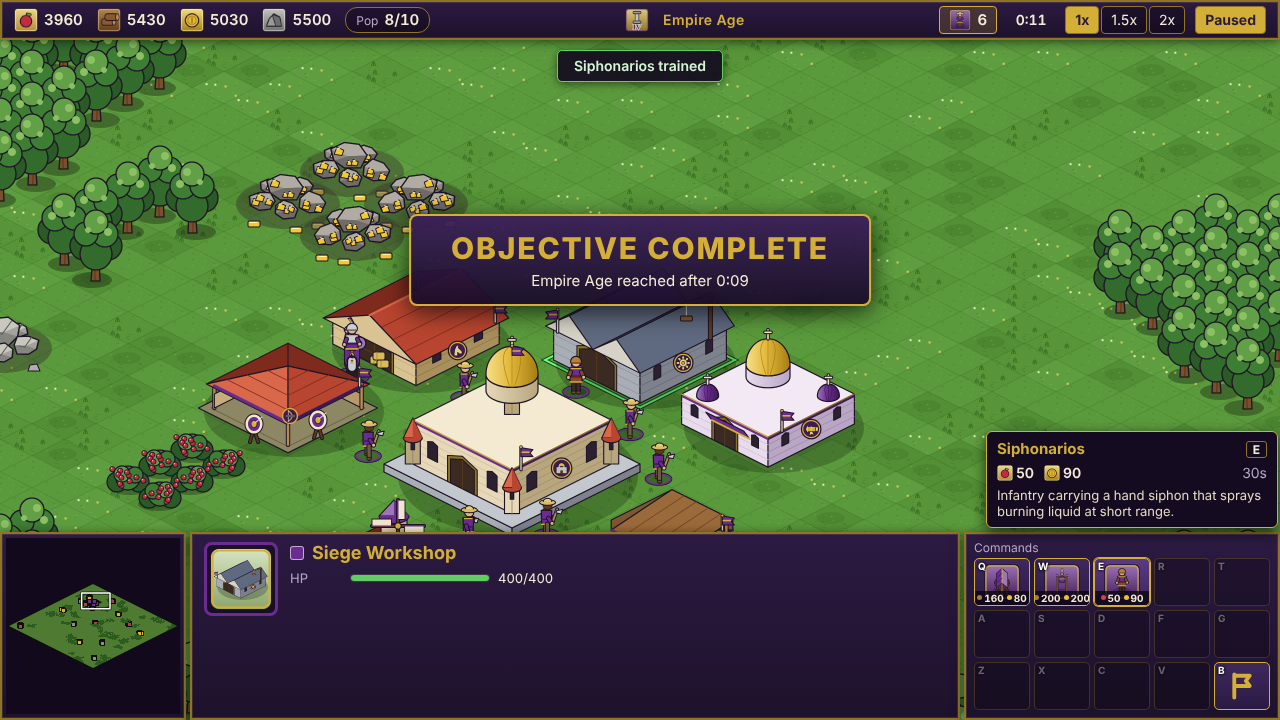 3960 5430 5030 5500 Pop 8/10 Empire Age 6 0:11 1x 1.5x 2x Paused
Siphonarios trained
OBJECTIVE COMPLETE
Empire Age reached after 0:09
Siphonarios E
50 90 30s
Infantry carrying a hand siphon that sprays
burning liquid at short range.
Siege Workshop
HP 400/400
Commands
Q W E R T
160 80 200 200 50 90
A S D F G
Z X C V B